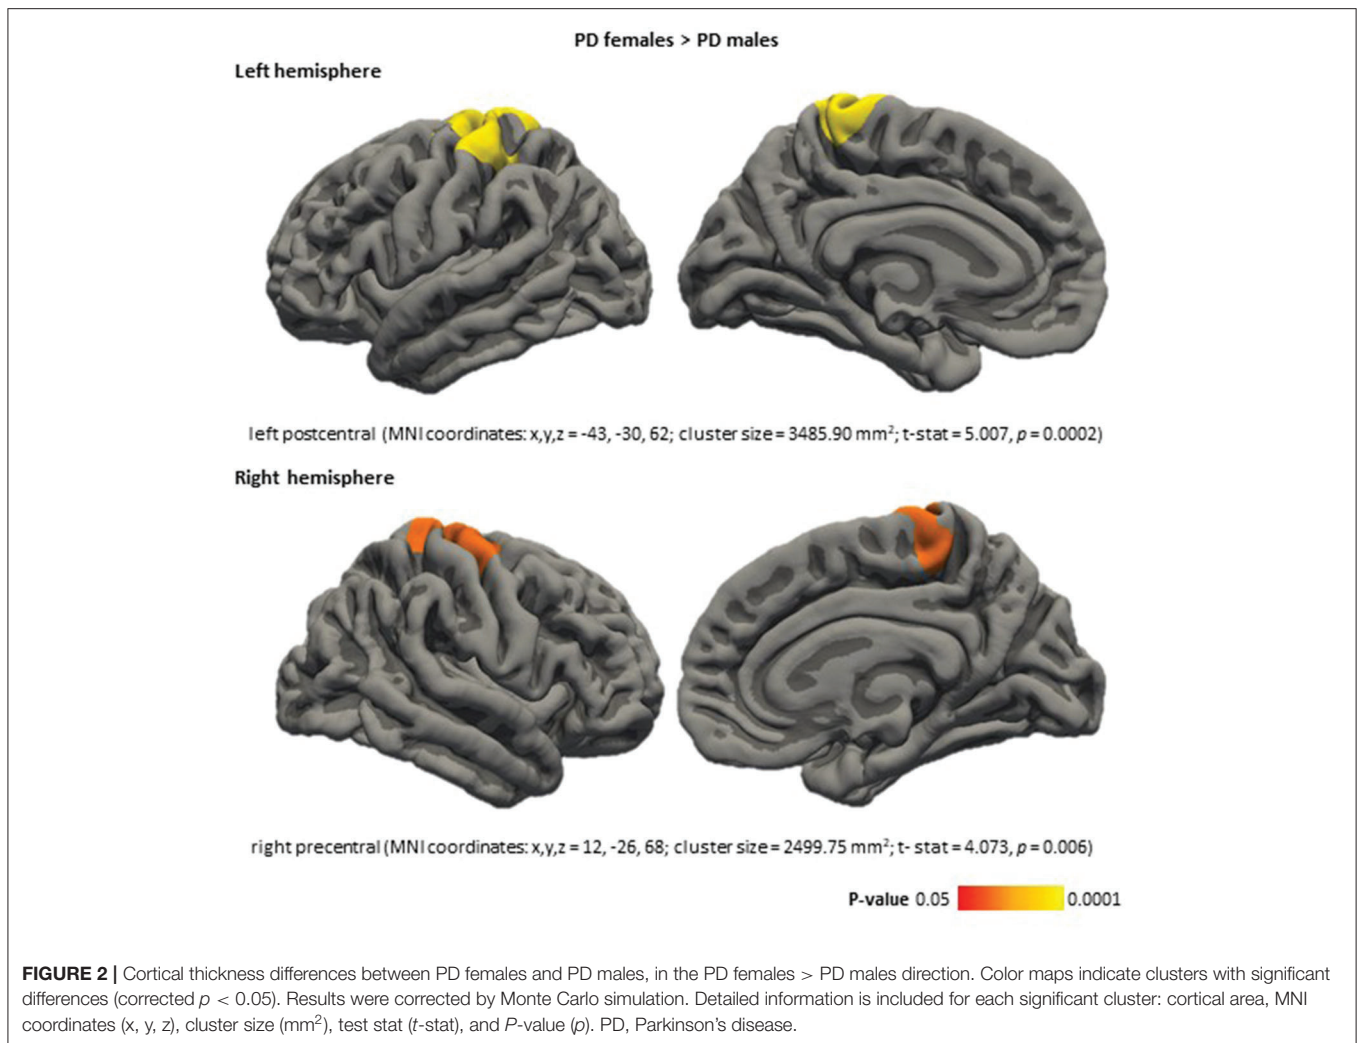 PD females > PD males
Left hemisphere
left postcentral (MNI coordinates: x,y,z = -43, -30, 62; cluster size = 3485.90 mm²; t-stat = 5.007, p = 0.0002)
Right hemisphere
right precentral (MNI coordinates: x,y,z = 12, -26, 68; cluster size = 2499.75 mm²; t- stat = 4.073, p = 0.006)
P-value 0.05 0.0001
FIGURE 2 | Cortical thickness differences between PD females and PD males, in the PD females > PD males direction. Color maps indicate clusters with significant
differences (corrected p < 0.05). Results were corrected by Monte Carlo simulation. Detailed information is included for each significant cluster: cortical area, MNI
coordinates (x, y, z), cluster size (mm²), test stat (t-stat), and P-value (p). PD, Parkinson's disease.